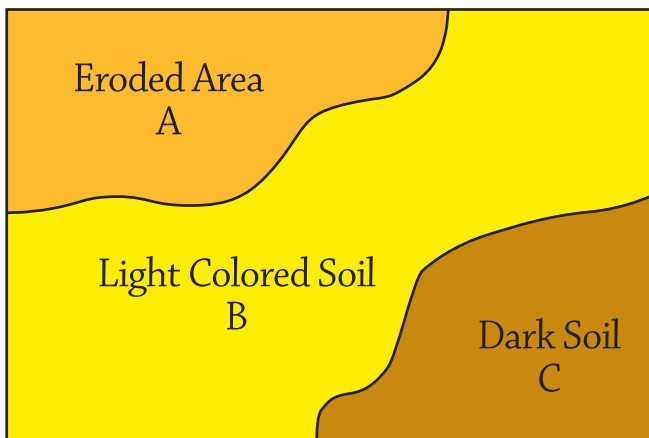 Eroded Area
A
Light Colored Soil
B
Dark Soil
C